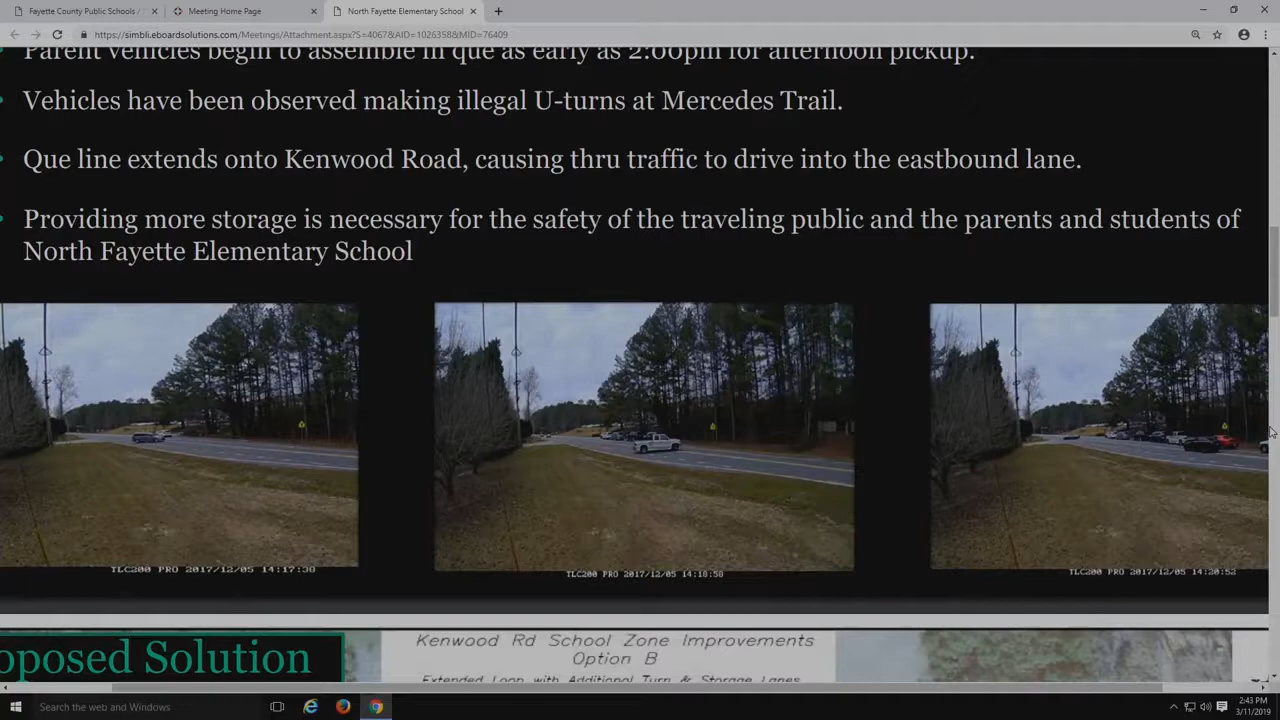 Fayette County Public Schools /
Meeting Home Page
North Fayette Elementary School
https://simbli.eboardsolutions.com/Meetings/Attachment.aspx?S=4067&AID=1026358&MID=76409
Parent vehicles begin to assemble in que as early as 2:00pm for afternoon pickup.
Vehicles have been observed making illegal U-turns at Mercedes Trail.
Que line extends onto Kenwood Road, causing thru traffic to drive into the eastbound lane.
Providing more storage is necessary for the safety of the traveling public and the parents and students of
North Fayette Elementary School
TLC200 PRO 2017/12/05 14:17:38
TLC200 PRO 2017/12/05 14:18:58
TLC200 PRO 2017/12/05 14:20:52
oposed Solution
Kenwood Rd School Zone Improvements
Option B
Extended Loop with Additional Turn & Storage Lanes
Search the web and Windows
2:43 PM
3/11/2019